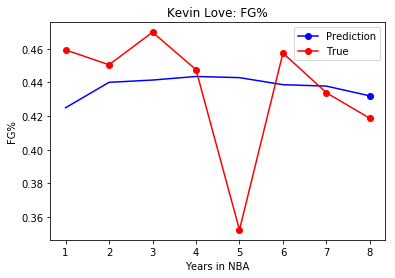 Kevin Love: FG%
Prediction
True
FG%
0.46
0.44
0.42
0.40
0.38
0.36
1 2 3 4 5 6 7 8
Years in NBA